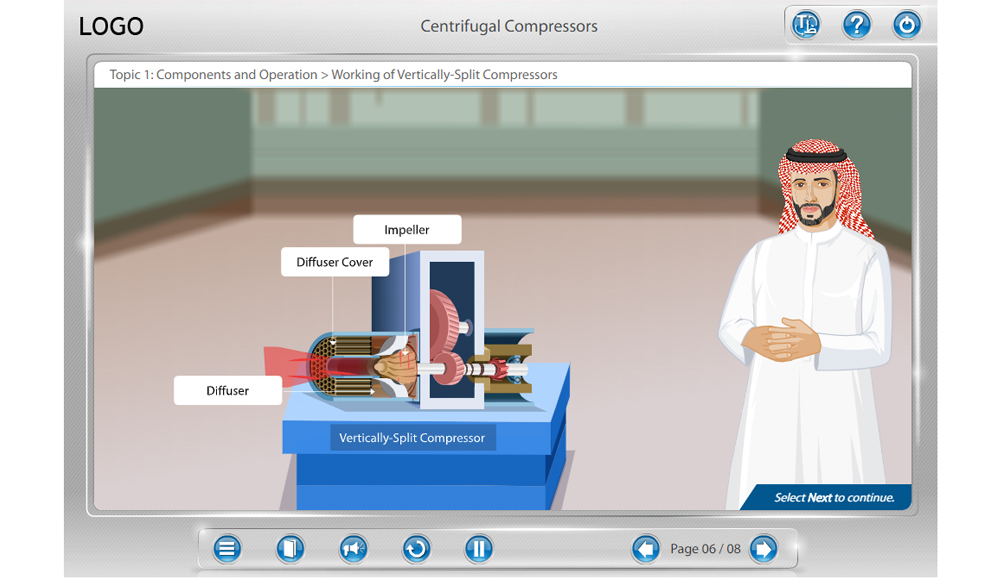 LOGO
Centrifugal Compressors
?
Topic 1: Components and Operation > Working of Vertically-Split Compressors
Impeller
Diffuser Cover
Diffuser
Vertically-Split Compressor
Select Next to continue.
Page 06 / 08